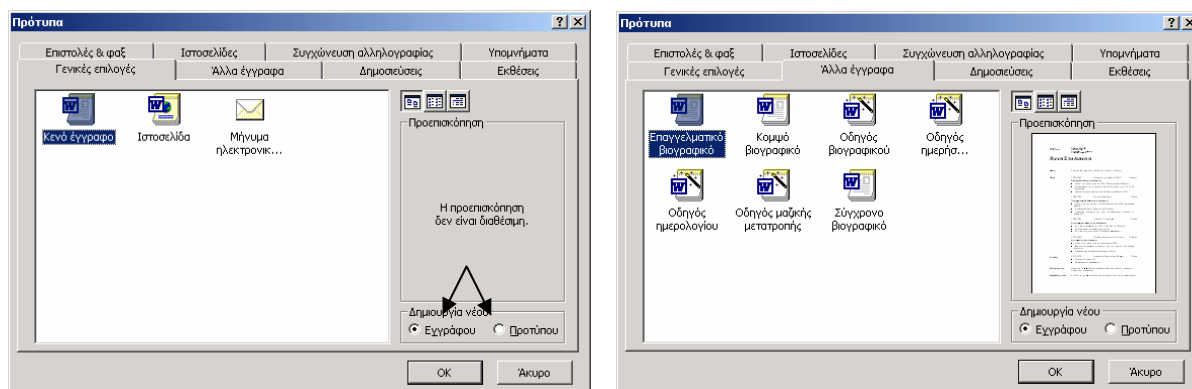 Πρότυπα
Επιστολές & φαξ
Ιστοσελίδες
Συγχώνευση αλληλογραφίας
Υπομνήματα
Γενικές επιλογές
Άλλα έγγραφα
Δημοσιεύσεις
Εκθέσεις
Κενό έγγραφο
Ιστοσελίδα
Μήνυμα
ηλεκτρονικ...
Προεπισκόπηση
Η προεπισκόπηση
δεν είναι διαθέσιμη.
Δημιουργία νέου
Εγγράφου
Προτύπου
OK
Άκυρο
Πρότυπα
Επιστολές & φαξ
Ιστοσελίδες
Συγχώνευση αλληλογραφίας
Υπομνήματα
Γενικές επιλογές
Άλλα έγγραφα
Δημοσιεύσεις
Εκθέσεις
Επαγγελματικό
βιογραφικό
Κομψό
βιογραφικό
Οδηγός
βιογραφικού
Οδηγός
ημερήσ...
Οδηγός
ημερολογίου
Οδηγός μαζικής
μετατροπής
Σύγχρονο
βιογραφικό
Προεπισκόπηση
Δημιουργία νέου
Εγγράφου
Προτύπου
OK
Άκυρο